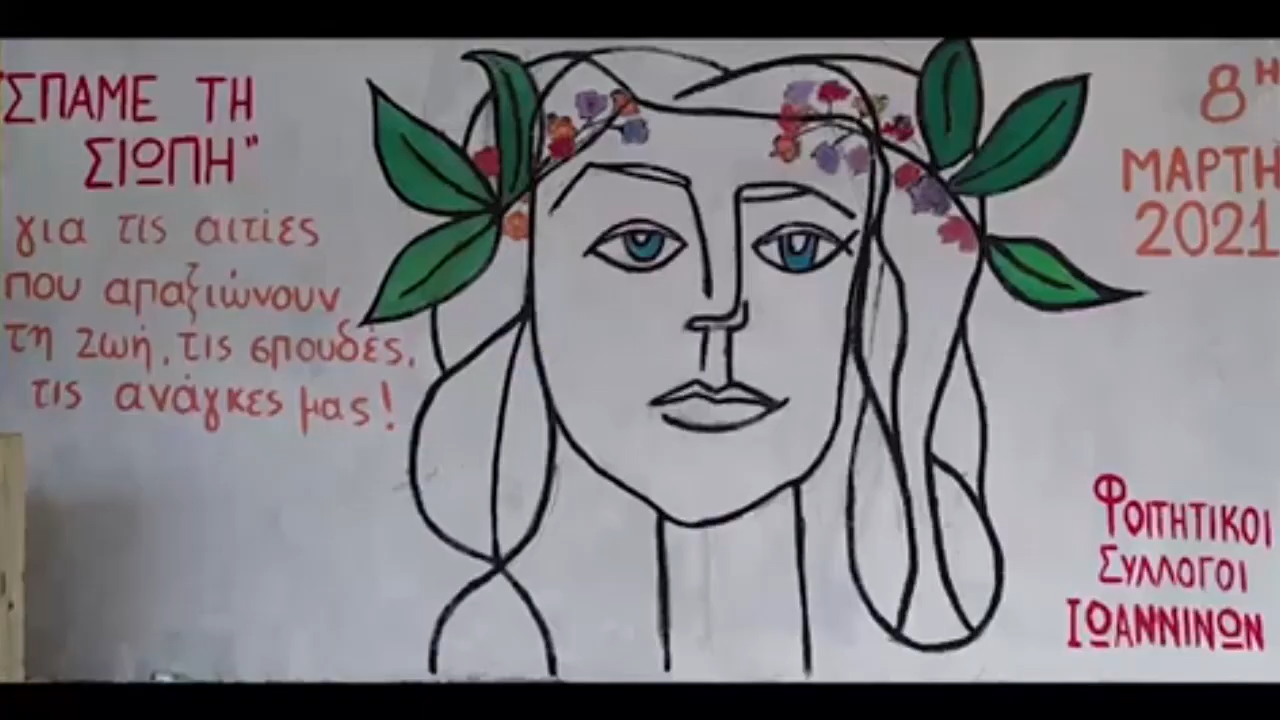 "ΣΠΑΜΕ ΤΗ
ΣΙΩΠΗ"
για τις αιτίες
που απαξιώνουν
τη ζωή, τις σπουδές,
τις ανάγκες μας!
8Η
ΜΑΡΤΗ
2021
ΦΟΙΤΗΤΙΚΟΙ
ΣΥΛΛΟΓΟΙ
ΙΩΑΝΝΙΝΩΝ